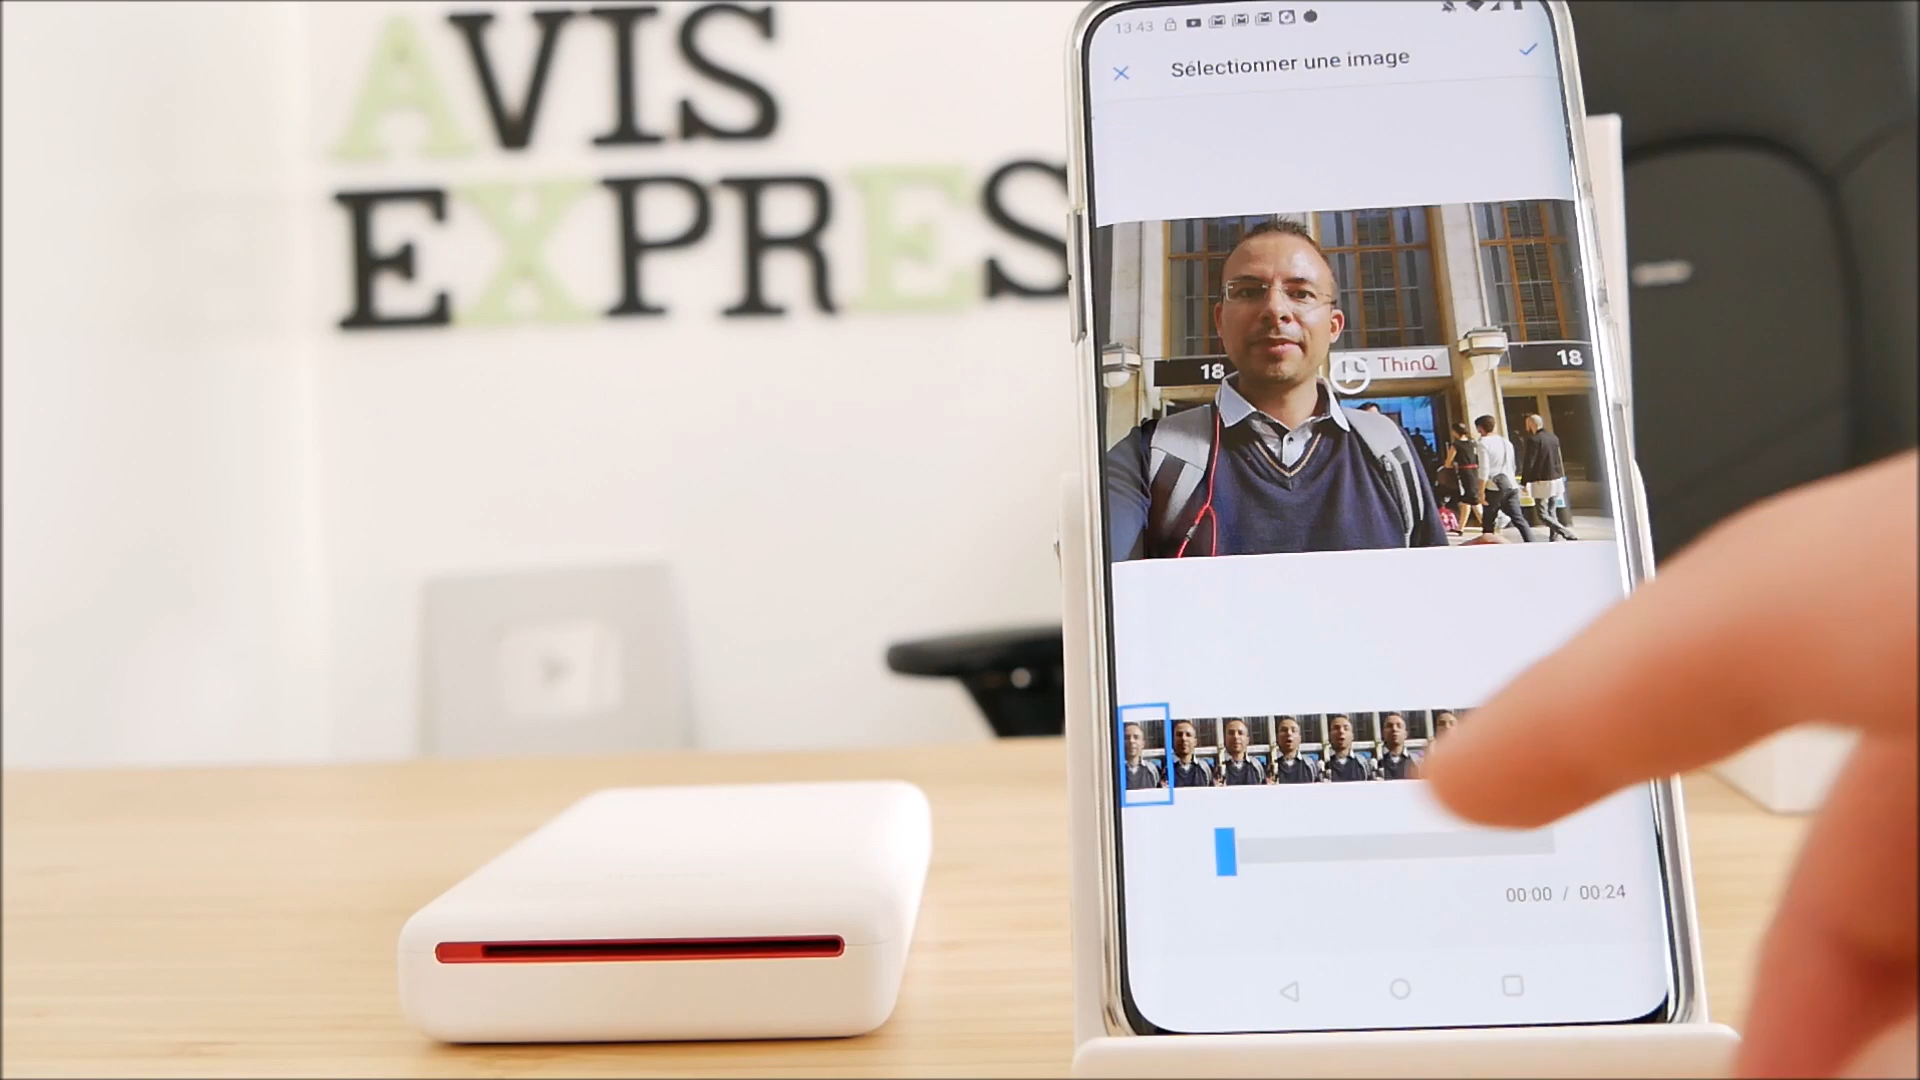 AVIS
EXPRES
13:43
Sélectionner une image
18
ThinQ
18
00:00 / 00:24